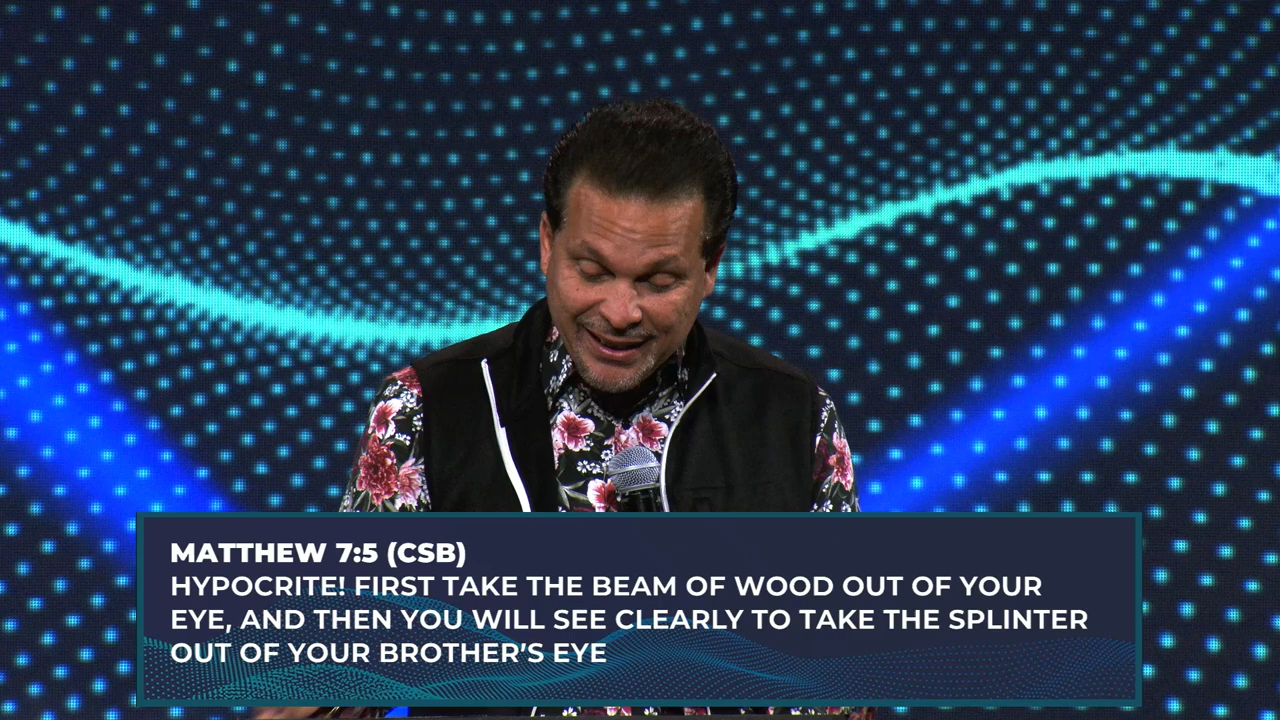 MATTHEW 7:5 (CSB)
HYPOCRITE! FIRST TAKE THE BEAM OF WOOD OUT OF YOUR
EYE, AND THEN YOU WILL SEE CLEARLY TO TAKE THE SPLINTER
OUT OF YOUR BROTHER'S EYE